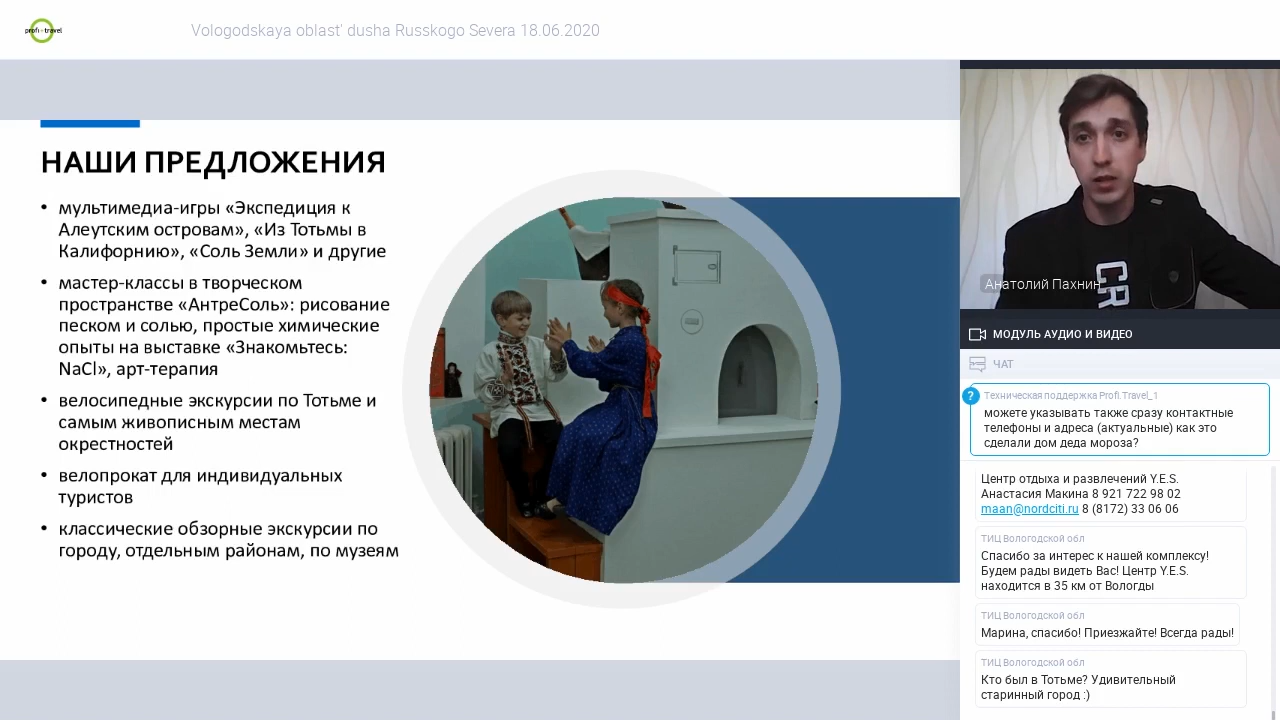 profi travel
Vologodskaya oblast' dusha Russkogo Severa 18.06.2020
НАШИ ПРЕДЛОЖЕНИЯ
• мультимедиа-игры «Экспедиция к
Алеутским островам», «Из Тотьмы в
Калифорнию», «Соль Земли» и другие
• мастер-классы в творческом
пространстве «АнтреСоль»: рисование
песком и солью, простые химические
опыты на выставке «Знакомьтесь:
NaCl», арт-терапия
• велосипедные экскурсии по Тотьме и
самым живописным местам
окрестностей
• велопрокат для индивидуальных
туристов
• классические обзорные экскурсии по
городу, отдельным районам, по музеям
Анатолий Пахнин
CR
МОДУЛЬ АУДИО И ВИДЕО
ЧАТ
?
Техническая поддержка Profi.Travel_1
можете указывать также сразу контактные
телефоны и адреса (актуальные) как это
сделали дом деда мороза?
Центр отдыха и развлечений Y.E.S.
Анастасия Макина 8 921 722 98 02
maan@nordciti.ru 8 (8172) 33 06 06
ТИЦ Вологодской обл
Спасибо за интерес к нашей комплексу!
Будем рады видеть Вас! Центр Y.E.S.
находится в 35 км от Вологды
ТИЦ Вологодской обл
Марина, спасибо! Приезжайте! Всегда рады!
ТИЦ Вологодской обл
Кто был в Тотьме? Удивительный
старинный город :)